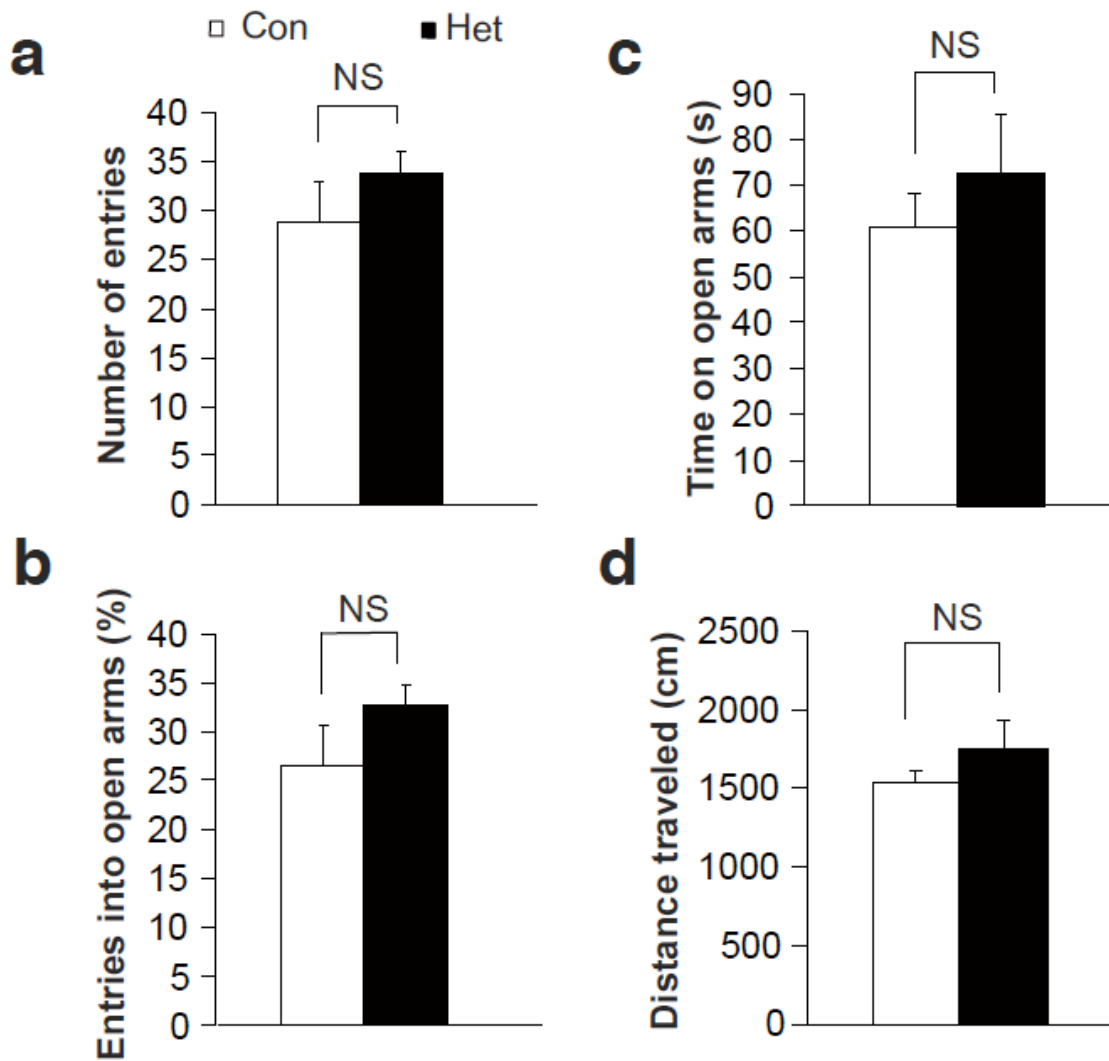 Con Het
a
NS
Number of entries
40
35
30
25
20
15
10
5
0
b
NS
Entries into open arms (%)
40
35
30
25
20
15
10
5
0
c
NS
Time on open arms (s)
90
80
70
60
50
40
30
20
10
0
d
NS
Distance traveled (cm)
2500
2000
1500
1000
500
0